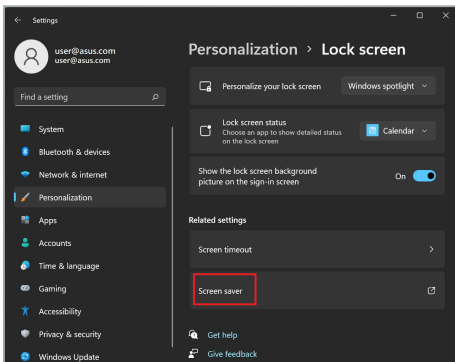 Settings
user@asus.com
user@asus.com
Find a setting
System
Bluetooth & devices
Network & internet
Personalization
Apps
Accounts
Time & language
Gaming
Accessibility
Privacy & security
Windows Update
Personalization > Lock screen
Personalize your lock screen
Windows spotlight
Lock screen status
Choose an app to show detailed status
on the lock screen
Calendar
Show the lock screen background
picture on the sign-in screen
On
Related settings
Screen timeout
Screen saver
Get help
Give feedback